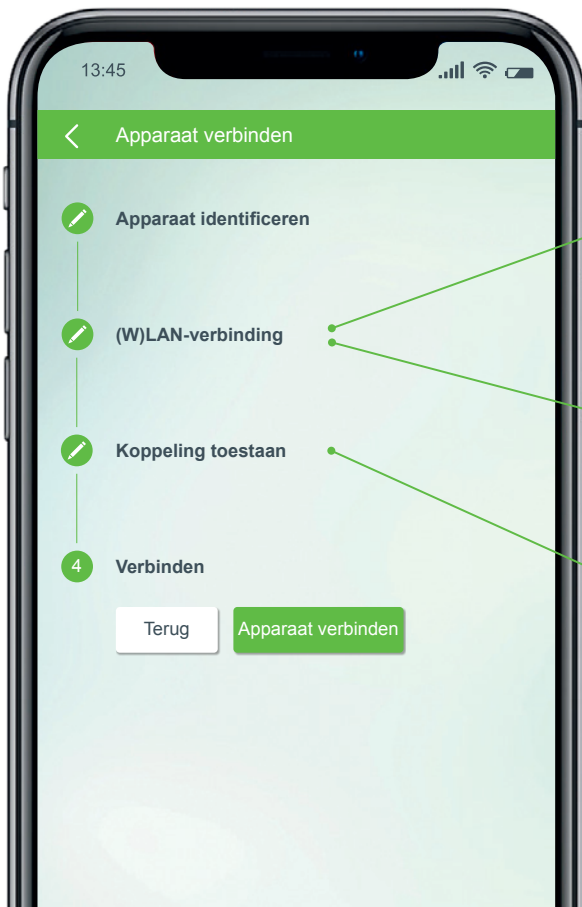 13:45
Apparaat verbinden
Apparaat identificeren
(W)LAN-verbinding
Koppeling toestaan
4 Verbinden
Terug Apparaat verbinden